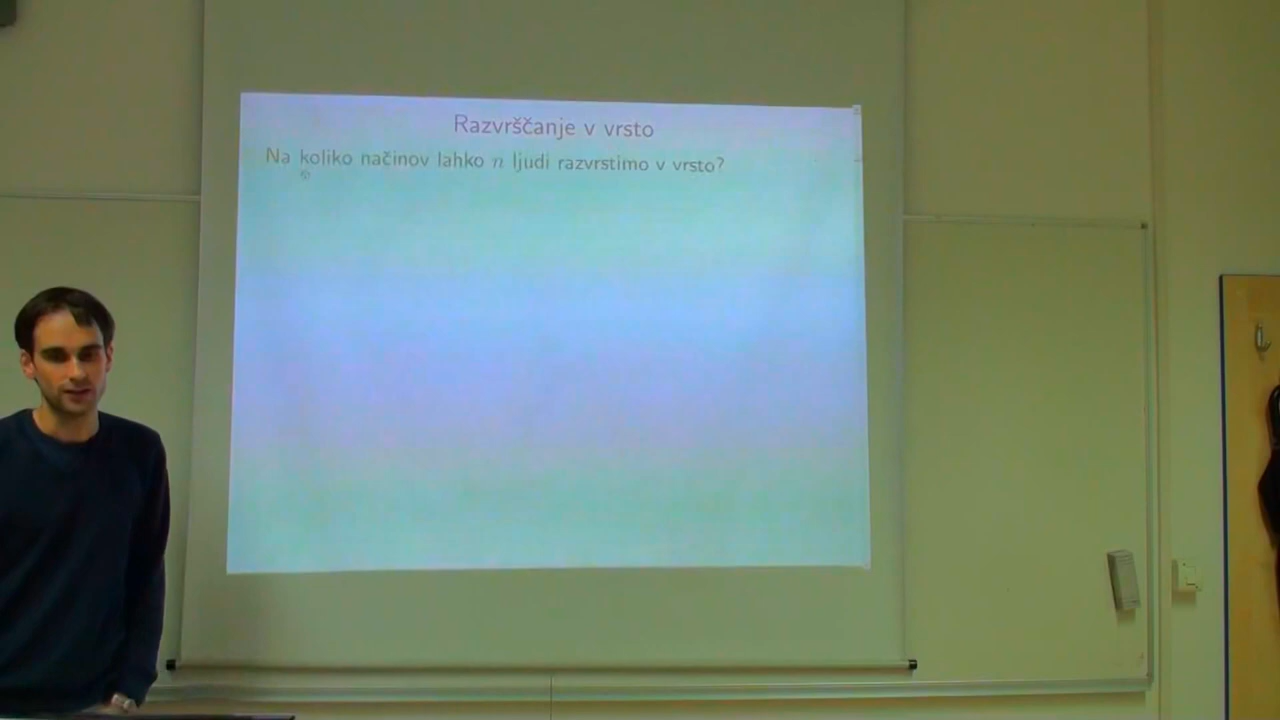 Razvrščanje v vrsto
Na koliko načinov lahko n ljudi razvrstimo v vrsto?